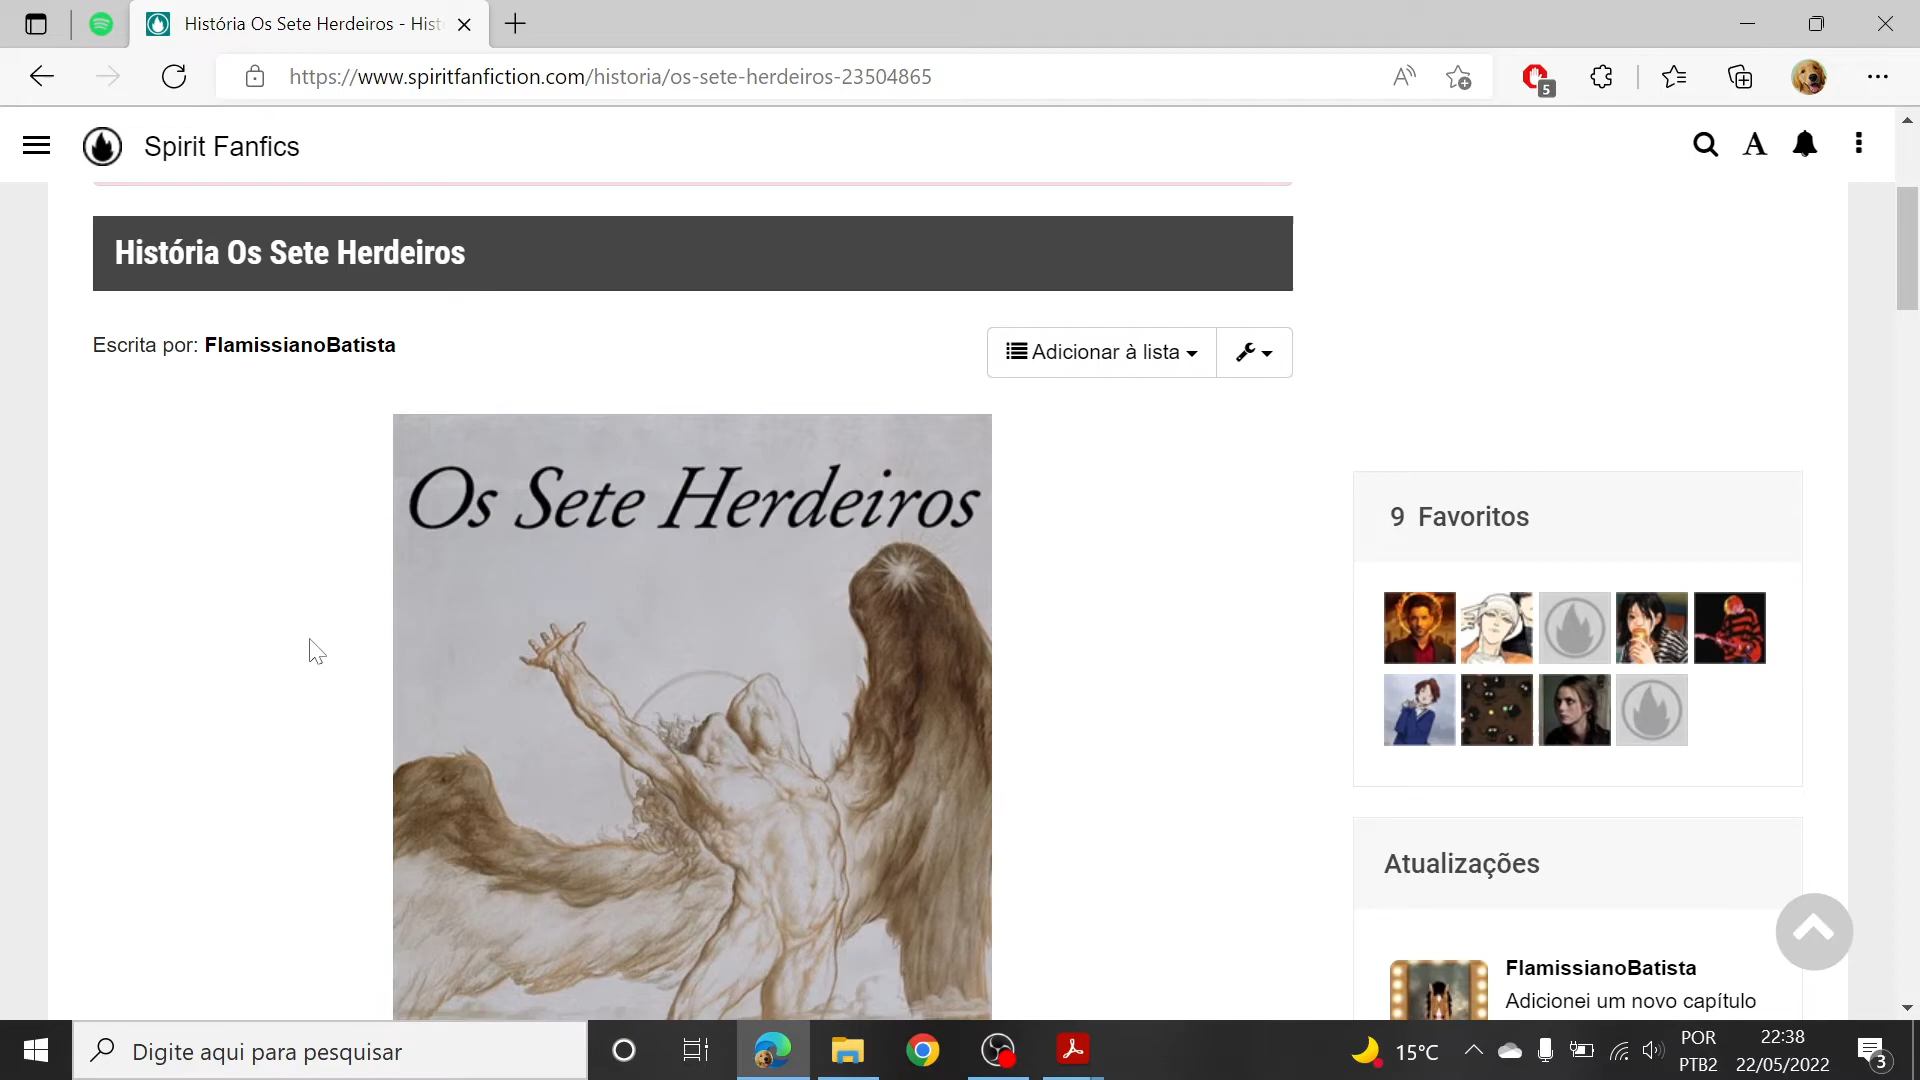 História Os Sete Herdeiros - Hist
https://www.spiritfanfiction.com/historia/os-sete-herdeiros-23504865
5
Spirit Fanfics
A
História Os Sete Herdeiros
Escrita por: FlamissianoBatista
Adicionar à lista
Os Sete Herdeiros
9 Favoritos
Atualizações
FlamissianoBatista
Adicionei um novo capítulo
Digite aqui para pesquisar
15°C
POR
PTB2
22:38
22/05/2022
3